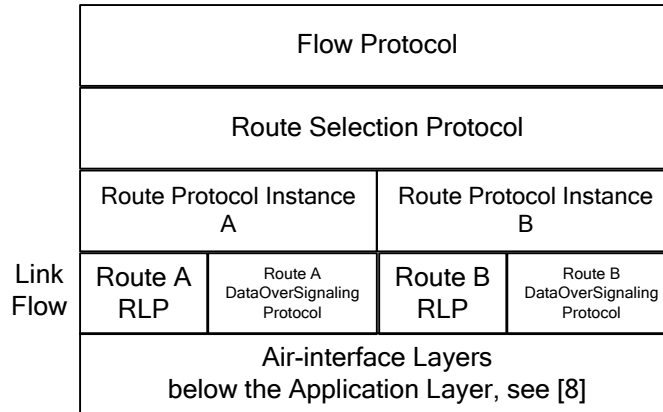 Flow Protocol
Route Selection Protocol
Route Protocol Instance
A
Route Protocol Instance
B
Link
Flow
Route A
RLP
Route A
DataOverSignaling
Protocol
Route B
RLP
Route B
DataOverSignaling
Protocol
Air-interface Layers
below the Application Layer, see [8]